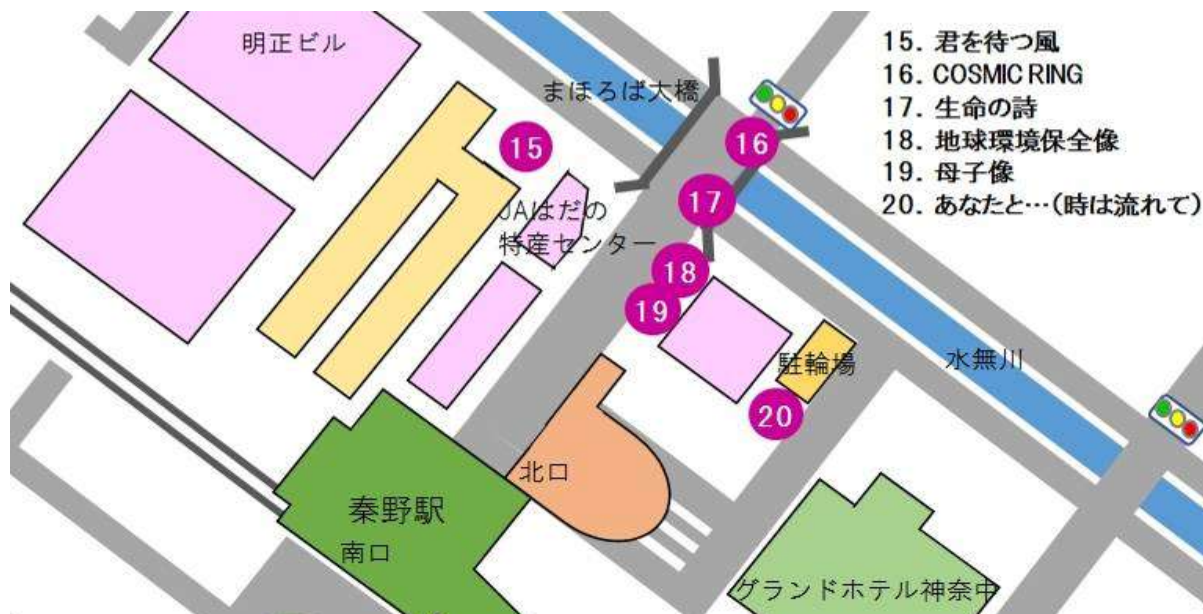 明正ビル
まほろば大橋
15. 君を待つ風
16. COSMIC RING
17. 生命の詩
18. 地球環境保全像
19. 母子像
20. あなたと…(時は流れて)
15
16
17
JAはだの
特産センター
18
19
駐輪場
水無川
20
北口
秦野駅
南口
グランドホテル神奈中